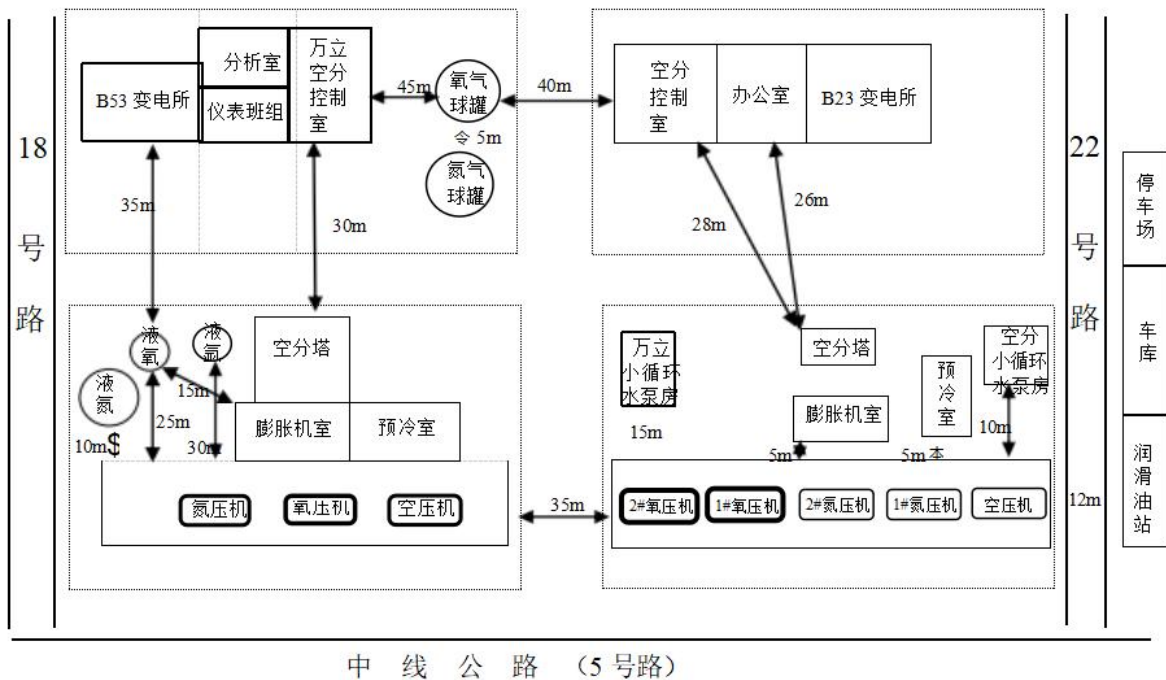 18
号
路
B53 变电所
分析室
仪表班组
万立
空分
控制
室
45m
氧气
球罐
40m
令 5m
氮气
球罐
空分
控制
室
办公室
B23 变电所
22
号
路
停
车
场
车
库
润
滑
油
站
35m
30m
28m
26m
液
氧
液
氩
液
氮
空分塔
15m
25m
10m$
30m
膨胀机室
预冷室
氮压机
氧压机
空压机
35m
万立
小循环
水泵房
15m
空分塔
膨胀机室
预
冷
室
空分
小循环
水泵房
10m
5m
5m 本
2#氧压机
1#氧压机
2#氮压机
1#氮压机
空压机
12m
中 线 公 路 （5 号路）